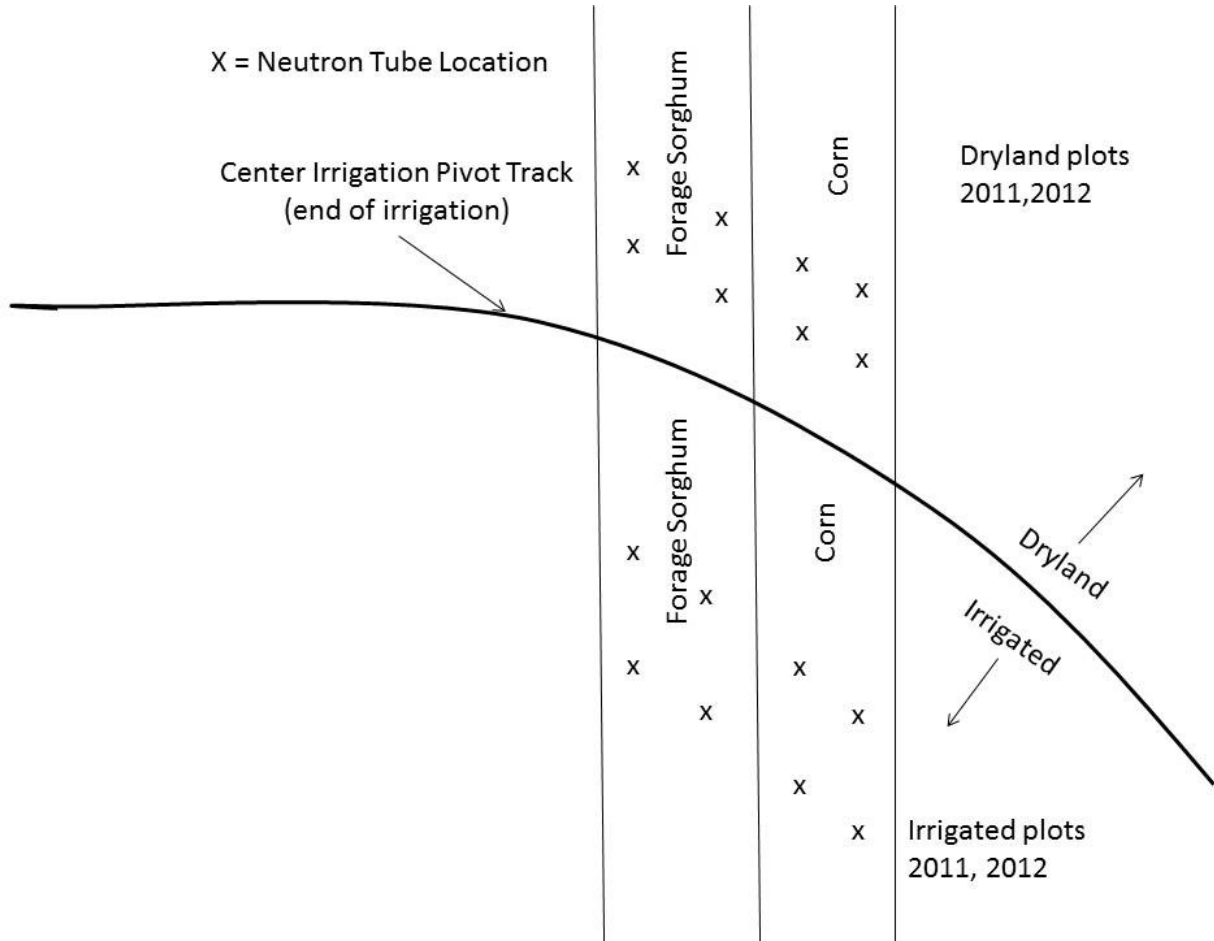 X = Neutron Tube Location
Center Irrigation Pivot Track
(end of irrigation)
Forage Sorghum
Corn
Dryland plots
2011,2012
x
x
x
x
x
x
x
x
Forage Sorghum
Corn
Dryland
Irrigated
x
x
x
x
x
x
x
x
Irrigated plots
2011, 2012